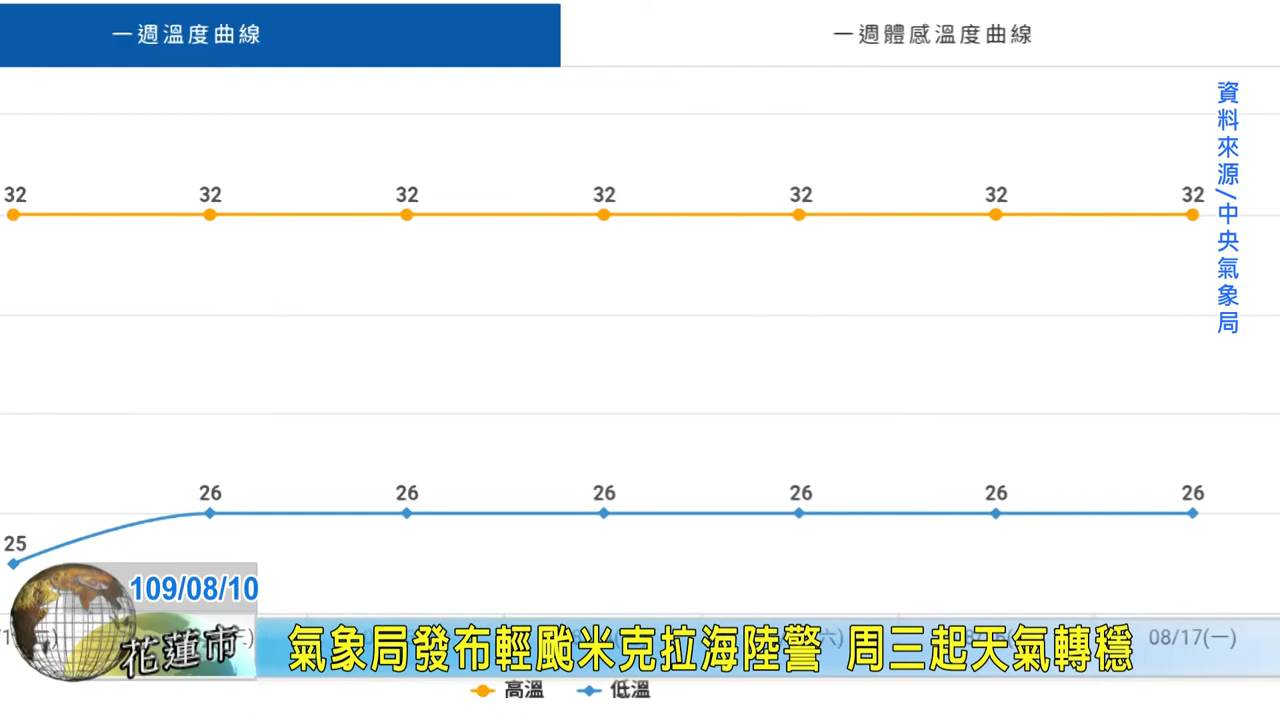 一週溫度曲線
一週體感溫度曲線
資料來源/中央氣象局
32 32 32 32 32 32 32
26 26 26 26 26 26
25
109/08/10
花蓮市
氣象局發布輕颱米克拉海陸警 周三起天氣轉穩
08/17(一)
高溫 低溫